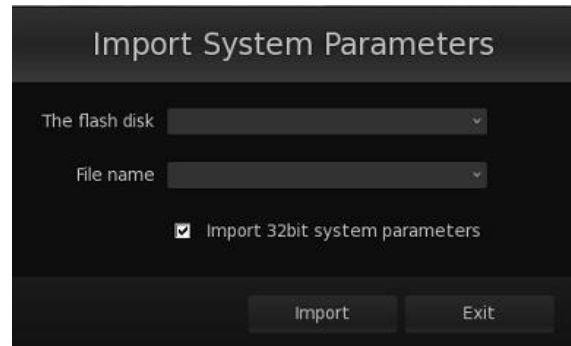 Import System Parameters
The flash disk
File name
Import 32bit system parameters
Import Exit